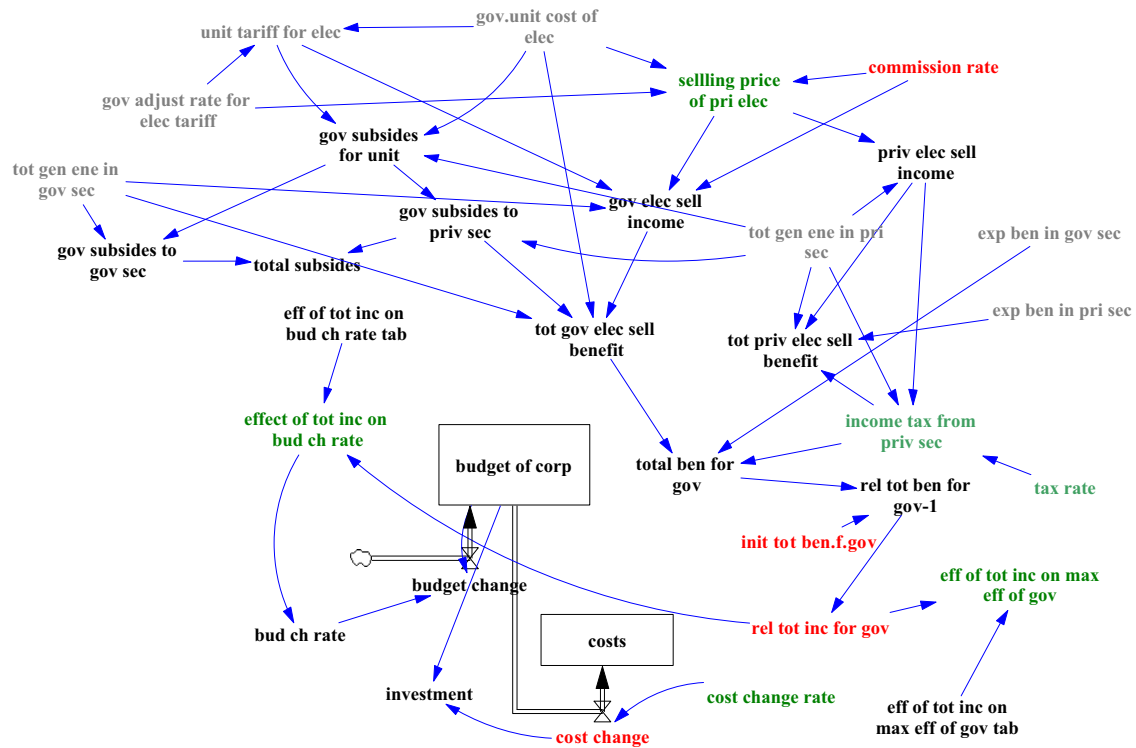 gov.unit cost of
elec
unit tariff for elec
commission rate
sellling price
of pri elec
gov adjust rate for
elec tariff
gov subsides
for unit
priv elec sell
income
tot gen ene in
gov sec
gov elec sell
income
gov subsides to
priv sec
tot gen ene in pri
sec
exp ben in gov sec
gov subsides to
gov sec
total subsides
eff of tot inc on
bud ch rate tab
tot gov elec sell
benefit
exp ben in pri sec
tot priv elec sell
benefit
effect of tot inc on
bud ch rate
income tax from
priv sec
budget of corp
total ben for
gov
rel tot ben for
gov-1
tax rate
init tot ben.f.gov
budget change
eff of tot inc on max
eff of gov
bud ch rate
costs
rel tot inc for gov
investment
cost change rate
eff of tot inc on
max eff of gov tab
cost change